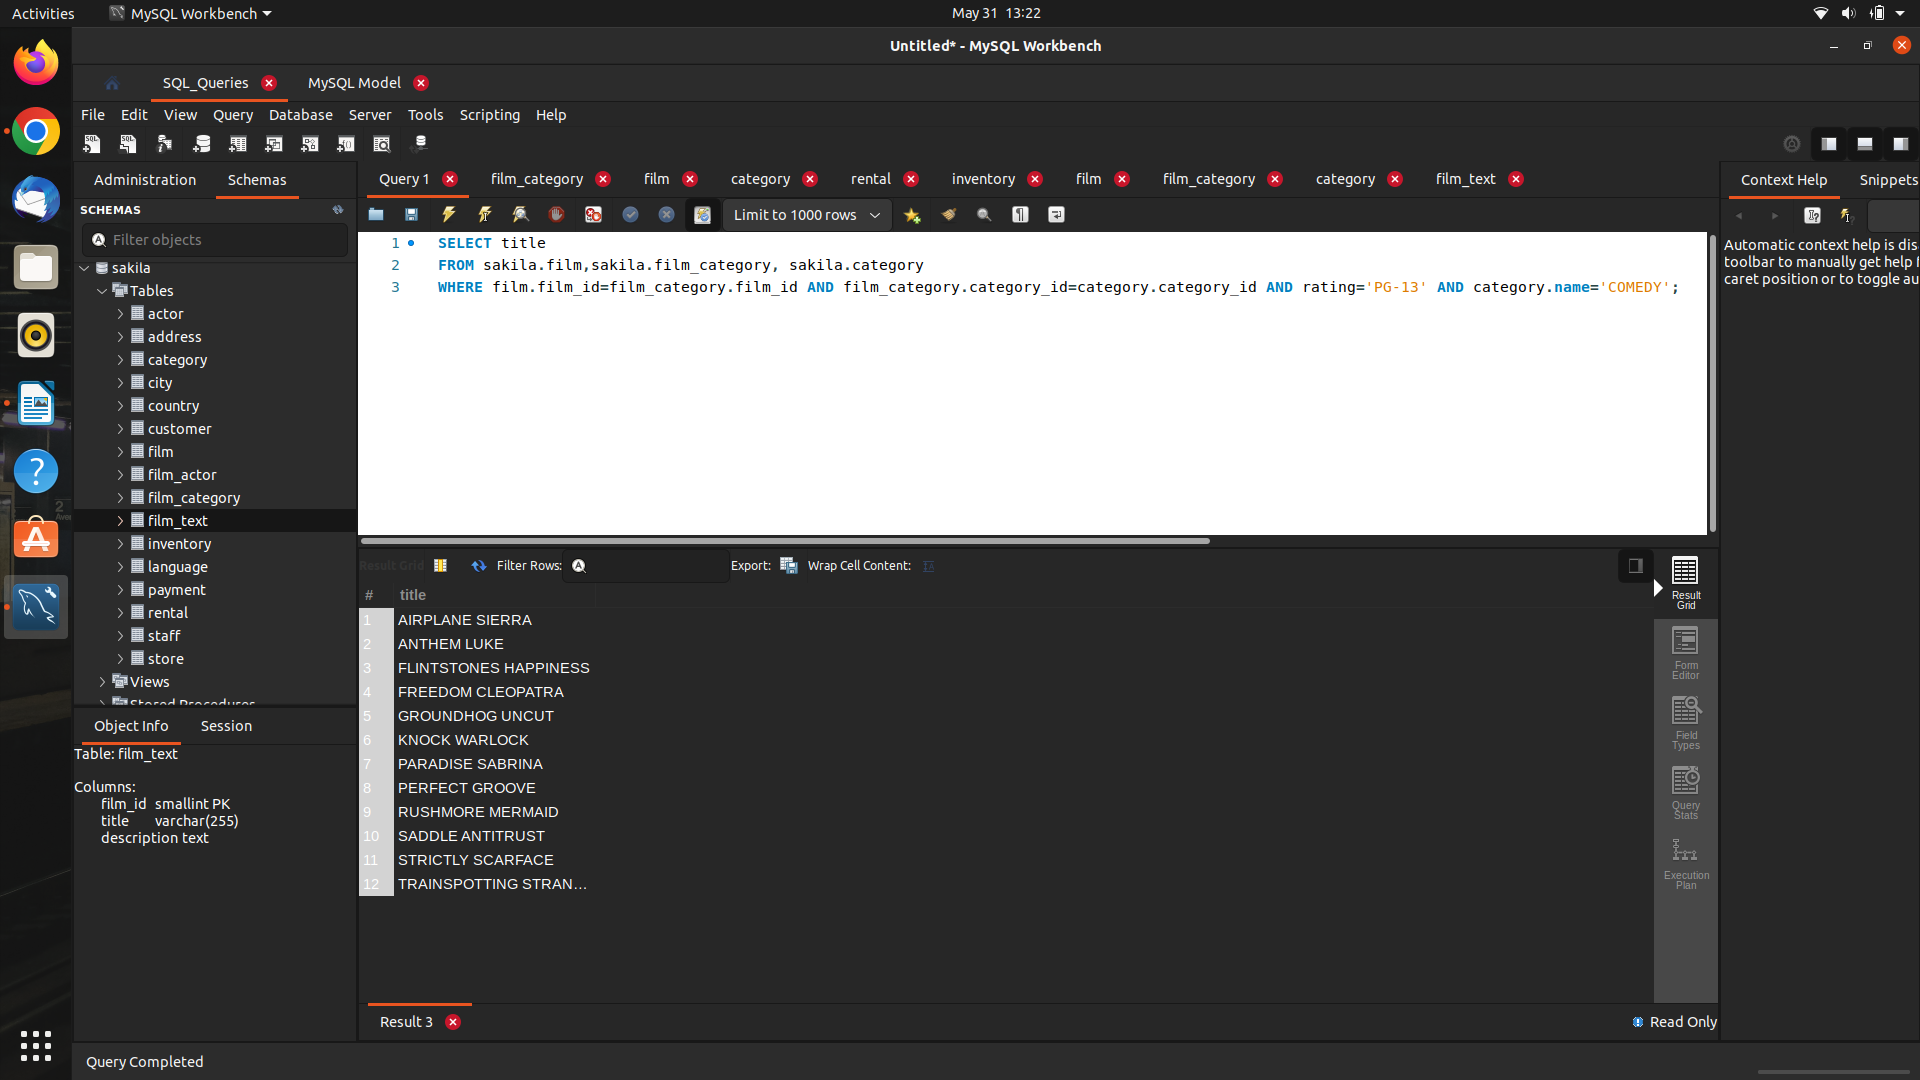 Activities
MySQL Workbench
May 31 13:22
Untitled* - MySQL Workbench
SQL_Queries
MySQL Model
File Edit View Query Database Server Tools Scripting Help
Administration
Schemas
Query 1
film_category
film
category
rental
inventory
film
film_category
category
film_text
Context Help
Snippets
SCHEMAS
Filter objects
Limit to 1000 rows
sakila
Tables
actor
address
category
city
country
customer
film
film_actor
film_category
film_text
inventory
language
payment
rental
staff
store
Views
Stored Procedures
1 SELECT title
2 FROM sakila.film,sakila.film_category, sakila.category
3 WHERE film.film_id=film_category.film_id AND film_category.category_id=category.category_id AND rating='PG-13' AND category.name='COMEDY';
Automatic context help is dis
toolbar to manually get help f
caret position or to toggle au
Result Grid
Filter Rows:
Export:
Wrap Cell Content:
# title
1 AIRPLANE SIERRA
2 ANTHEM LUKE
3 FLINTSTONES HAPPINESS
4 FREEDOM CLEOPATRA
5 GROUNDHOG UNCUT
6 KNOCK WARLOCK
7 PARADISE SABRINA
8 PERFECT GROOVE
9 RUSHMORE MERMAID
10 SADDLE ANTITRUST
11 STRICTLY SCARFACE
12 TRAINSPOTTING STRAN...
Result
Grid
Form
Editor
Field
Types
Query
Stats
Execution
Plan
Object Info
Session
Table: film_text
Columns:
film_id smallint PK
title varchar(255)
description text
Result 3
Read Only
Query Completed